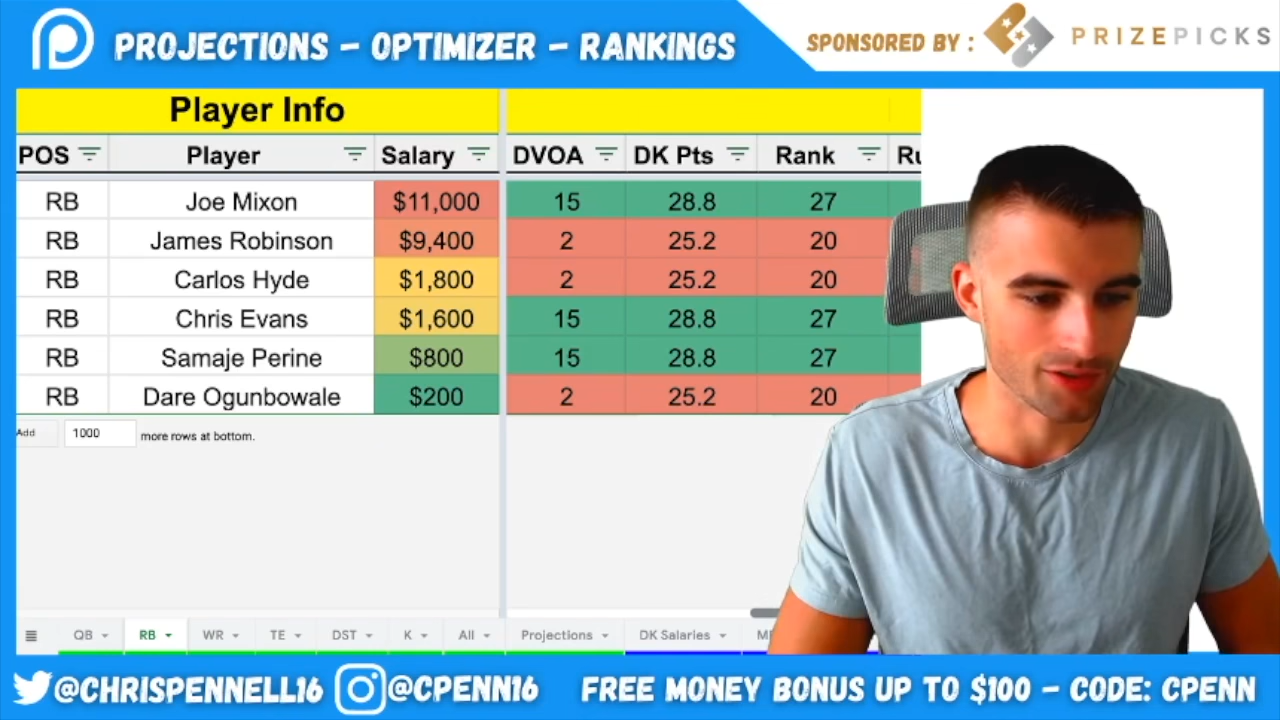 PROJECTIONS - OPTIMIZER - RANKINGS
SPONSORED BY : PRIZEPICKS
Player Info
POS Player Salary DVOA DK Pts Rank Ru
RB Joe Mixon $11,000 15 28.8 27
RB James Robinson $9,400 2 25.2 20
RB Carlos Hyde $1,800 2 25.2 20
RB Chris Evans $1,600 15 28.8 27
RB Samaje Perine $800 15 28.8 27
RB Dare Ogunbowale $200 2 25.2 20
Add 1000 more rows at bottom.
QB RB WR TE DST K All Projections DK Salaries
@CHRISPENNELL16 @CPENN16 FREE MONEY BONUS UP TO $100 - CODE: CPENN